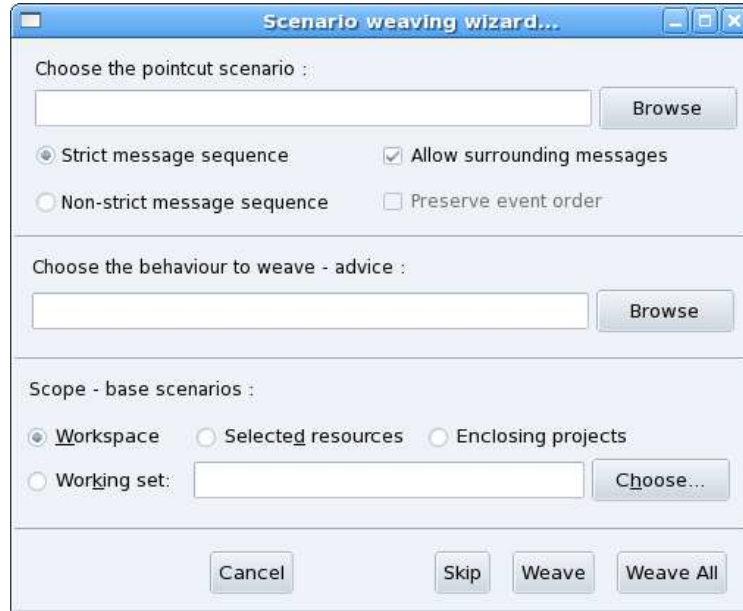 Scenario weaving wizard...
Choose the pointcut scenario :
Browse
Strict message sequence
Allow surrounding messages
Non-strict message sequence
Preserve event order
Choose the behaviour to weave - advice :
Browse
Scope - base scenarios :
Workspace
Selected resources
Enclosing projects
Working set:
Choose...
Cancel
Skip
Weave
Weave All